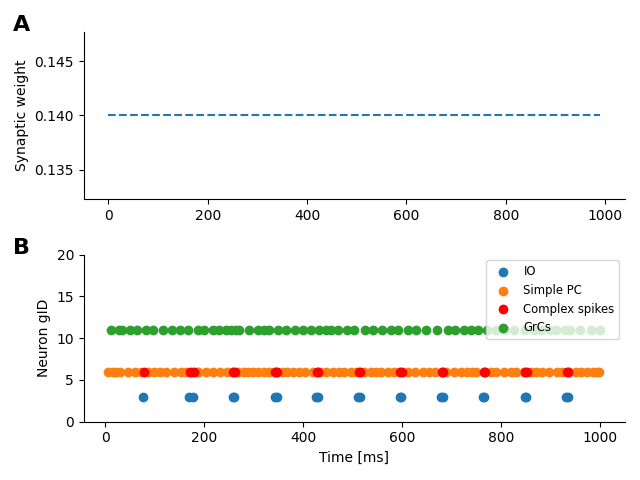 A
0.145
0.140
0.135
Synaptic weight
0 200 400 600 800 1000
B
20
15
10
5
0
Neuron gID
IO
Simple PC
Complex spikes
GrCs
0 200 400 600 800 1000
Time [ms]